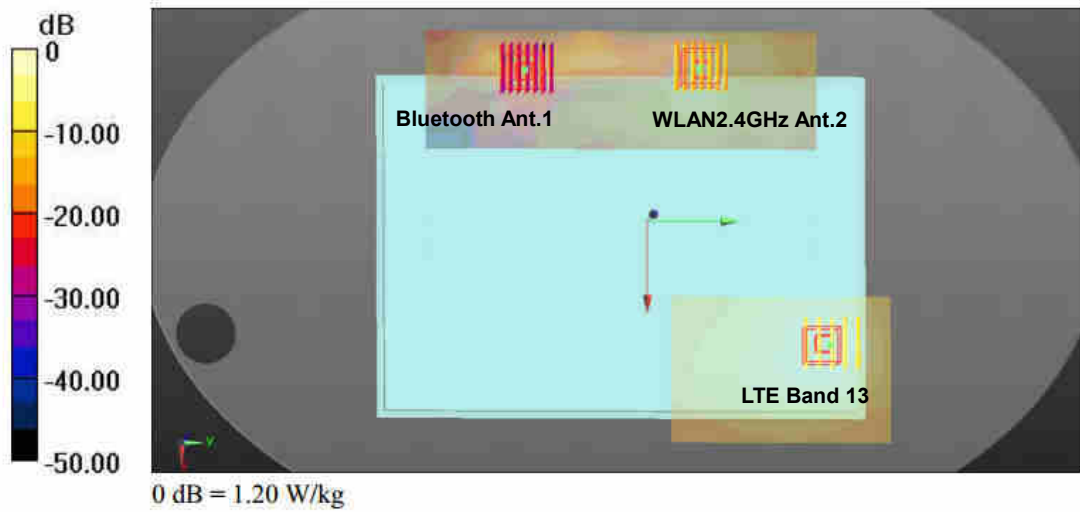 dB
0
-10.00
-20.00
-30.00
-40.00
-50.00
Bluetooth Ant.1
WLAN2.4GHz Ant.2
LTE Band 13
y
0 dB = 1.20 W/kg